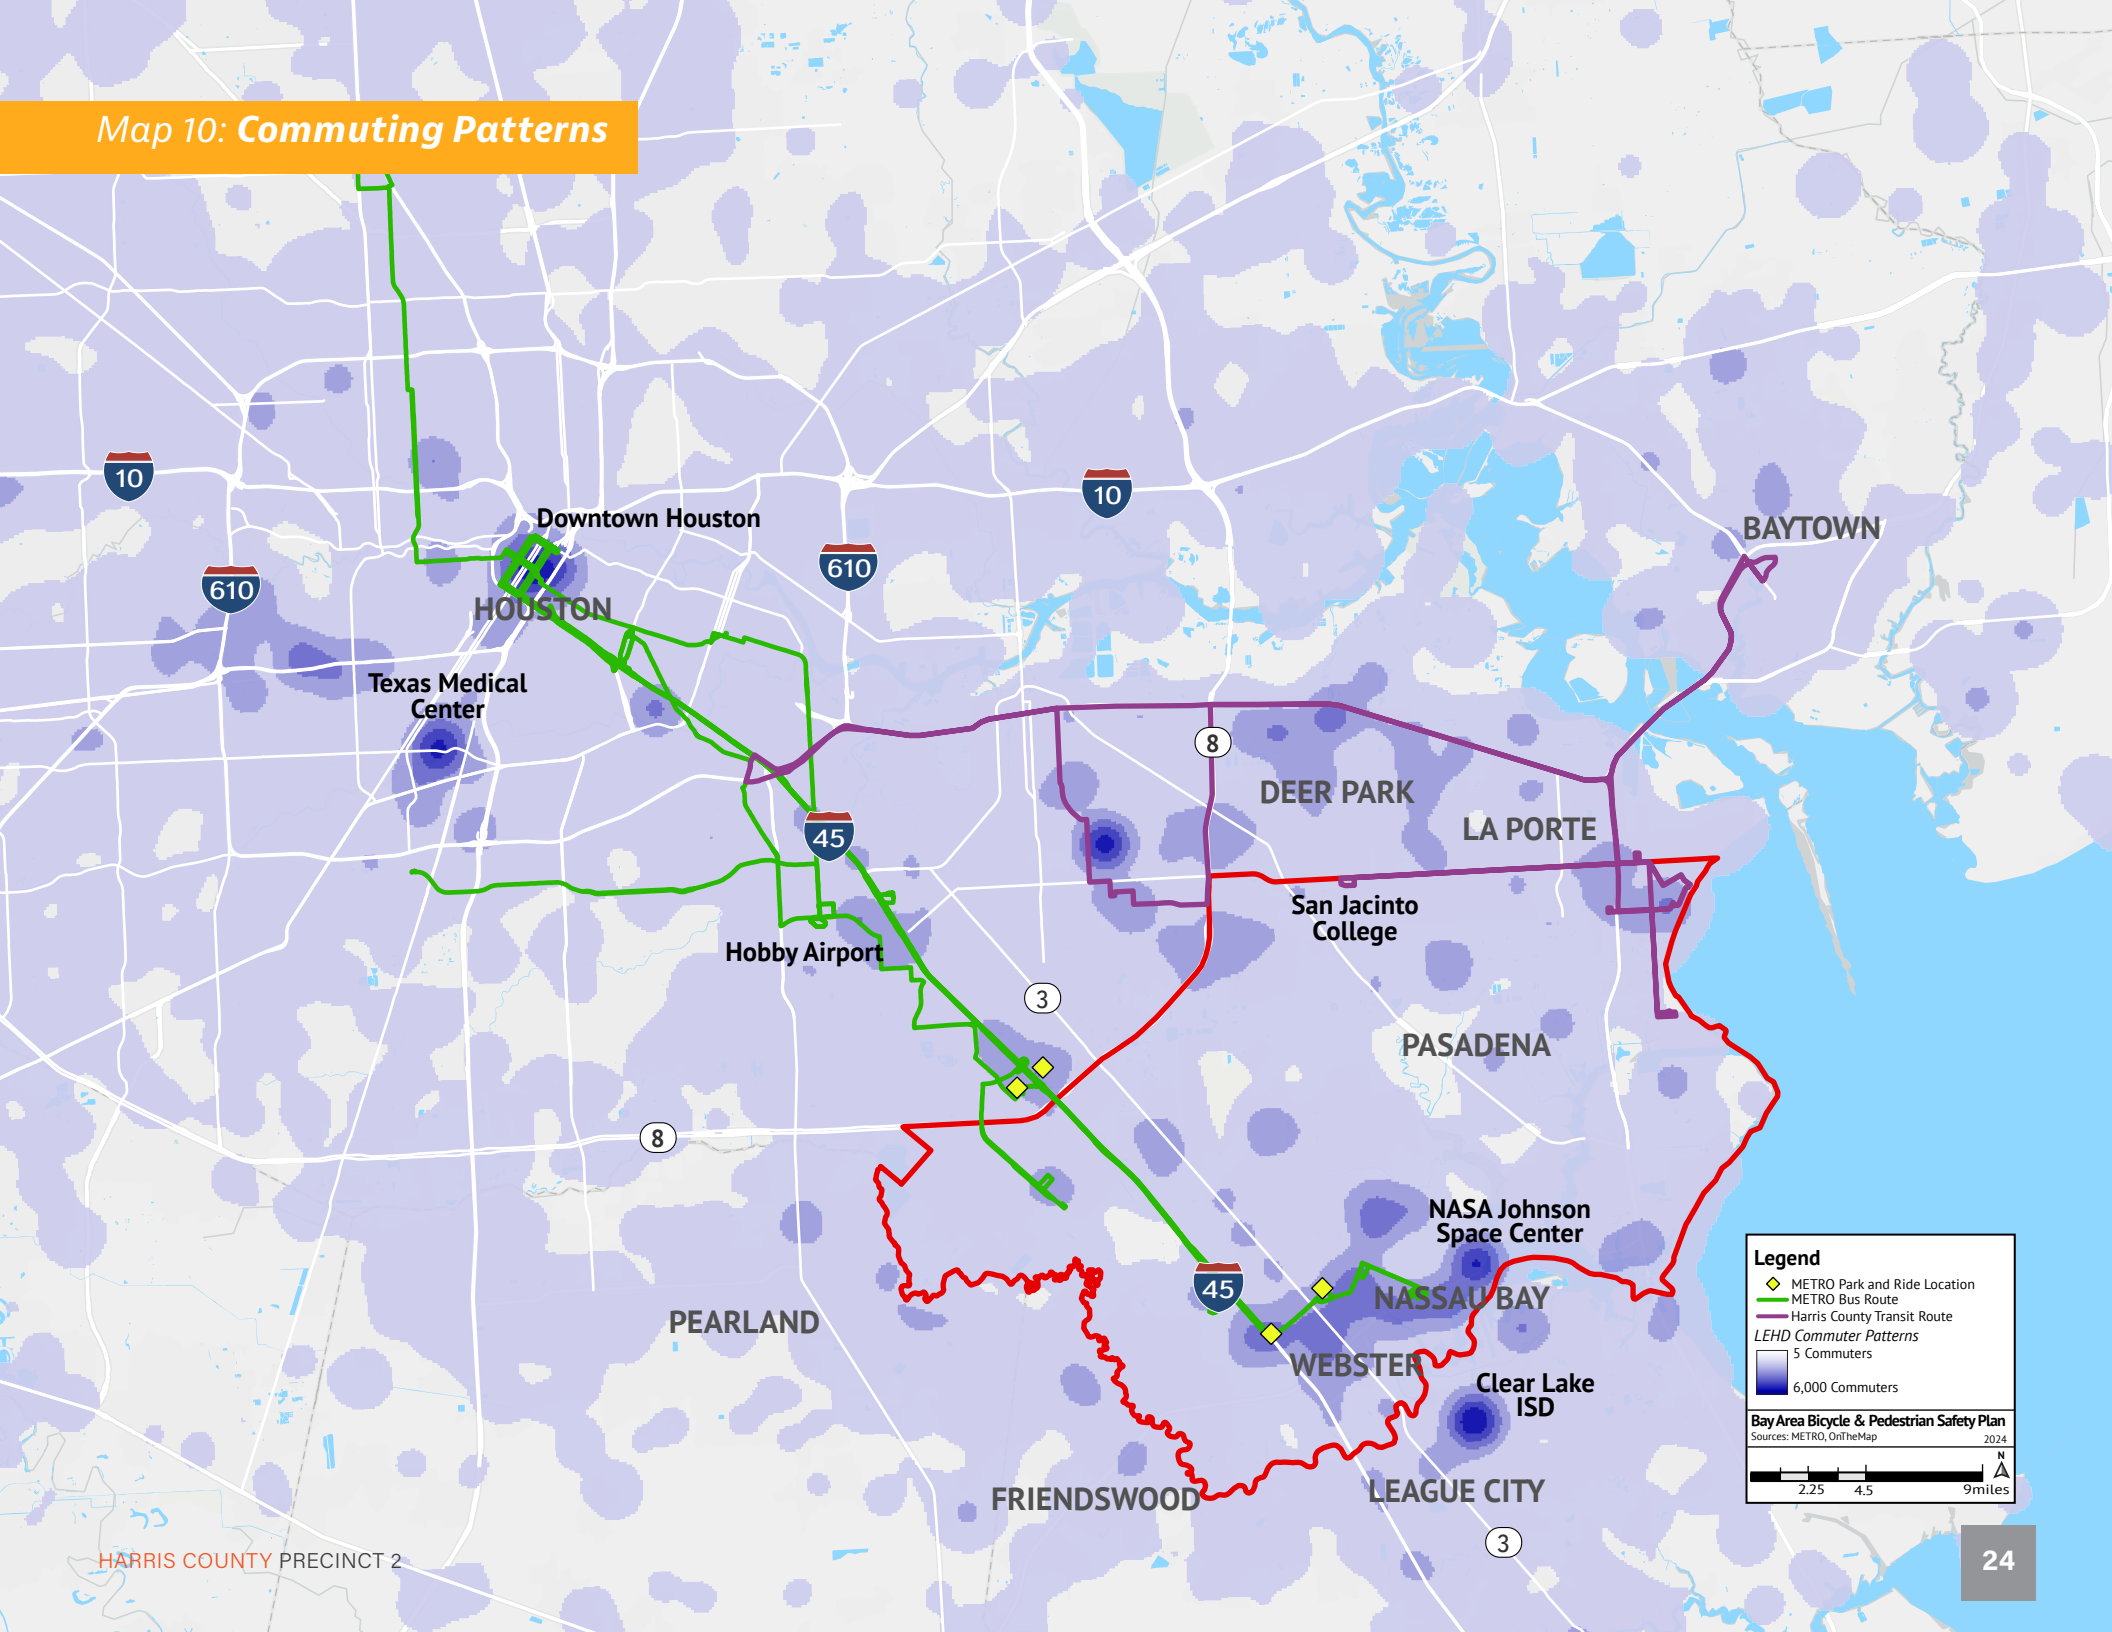 Map 10: Commuting Patterns
10
10
Downtown Houston
BAYTOWN
610
610
HOUSTON
Texas Medical
Center
8
DEER PARK
LA PORTE
45
San Jacinto
College
Hobby Airport
3
PASADENA
8
NASA Johnson
Space Center
45
NASSAU BAY
PEARLAND
WEBSTER
Clear Lake
ISD
FRIENDSWOOD
LEAGUE CITY
3
Legend
METRO Park and Ride Location
METRO Bus Route
Harris County Transit Route
LEHD Commuter Patterns
5 Commuters
6,000 Commuters
Bay Area Bicycle & Pedestrian Safety Plan
Sources: METRO, OnTheMap
2024
N
2.25 4.5 9miles
HARRIS COUNTY PRECINCT 2
24